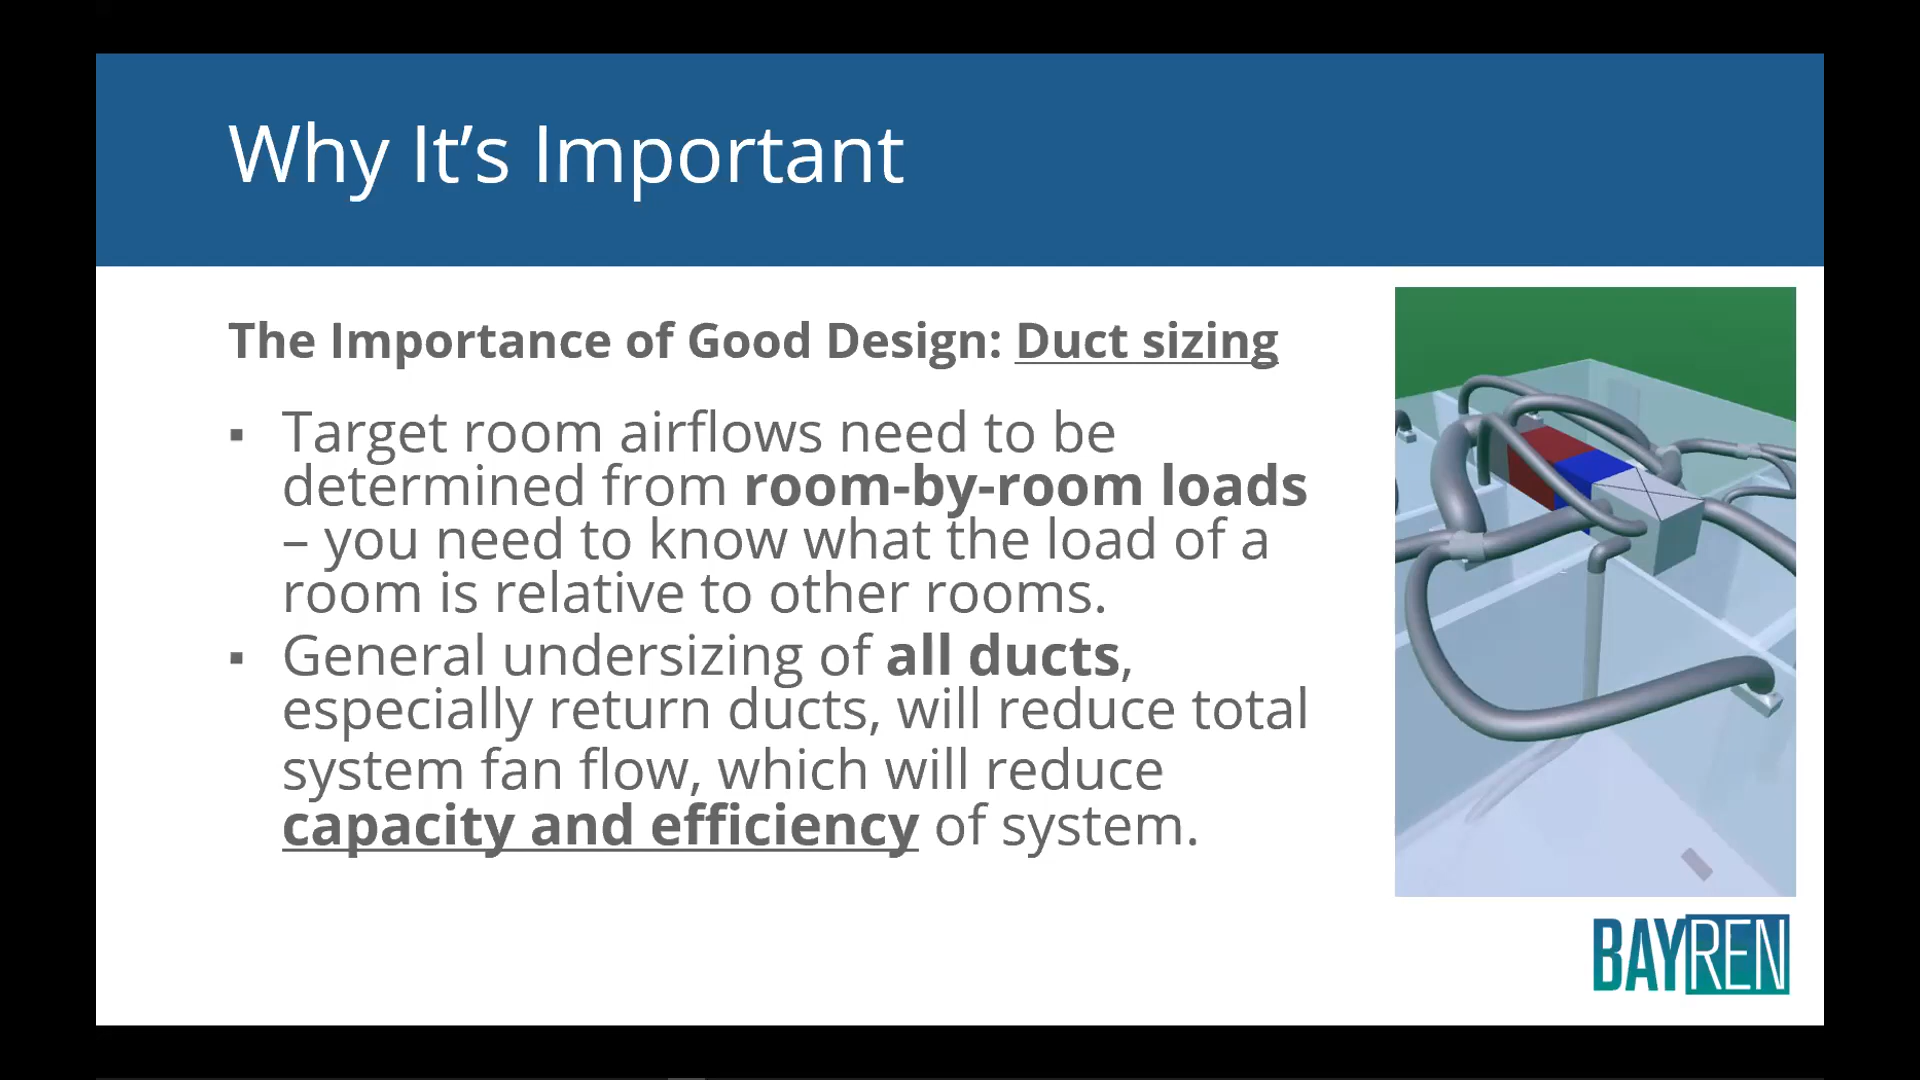 Why It’s Important
The Importance of Good Design: Duct sizing
▪ Target room airflows need to be
determined from room-by-room loads
– you need to know what the load of a
room is relative to other rooms.
▪ General undersizing of all ducts,
especially return ducts, will reduce total
system fan flow, which will reduce
capacity and efficiency of system.
BAYREN